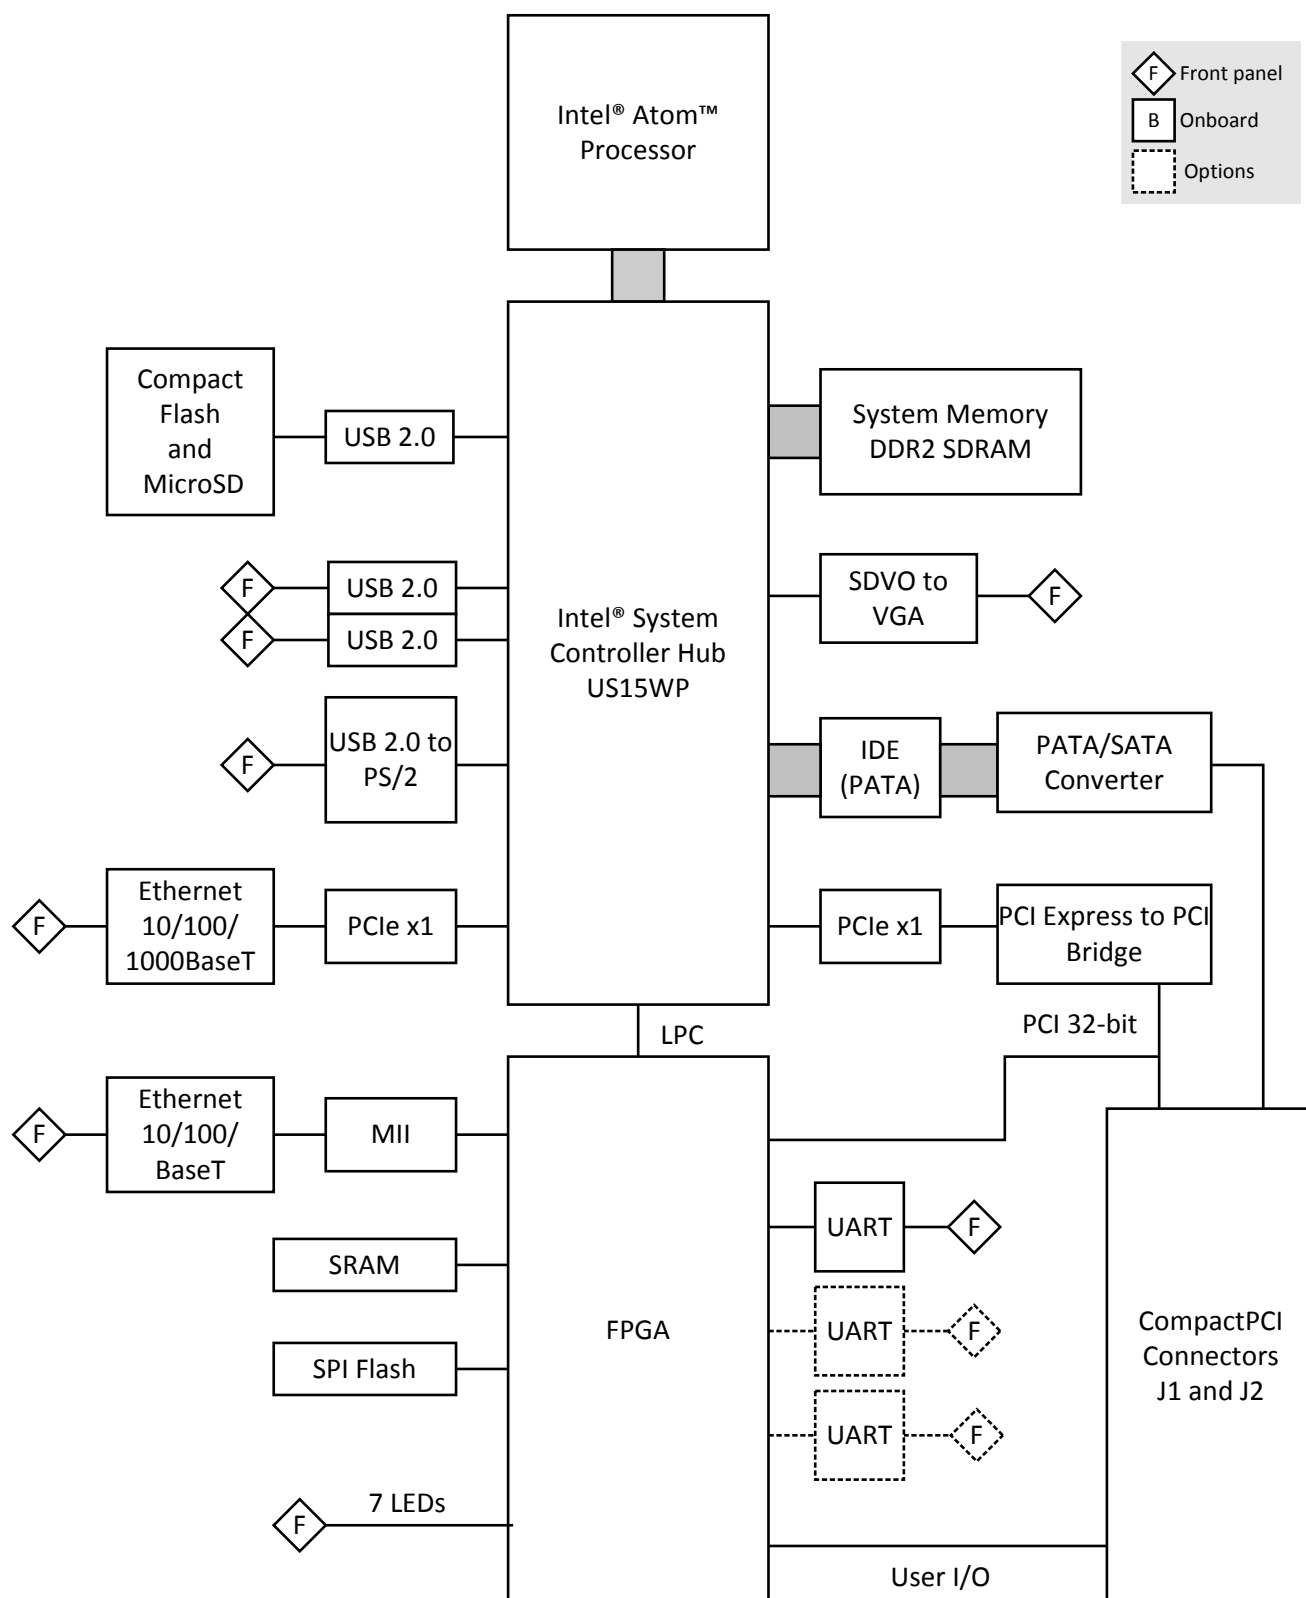 Intel® Atom™
Processor
F
Front panel
B
Onboard
Options
Compact
Flash
and
MicroSD
USB 2.0
System Memory
DDR2 SDRAM
F
USB 2.0
F
USB 2.0
Intel® System
Controller Hub
US15WP
SDVO to
VGA
F
F
USB 2.0 to
PS/2
IDE
(PATA)
PATA/SATA
Converter
F
Ethernet
10/100/
1000BaseT
PCIe x1
PCIe x1
PCI Express to PCI
Bridge
LPC
PCI 32-bit
F
Ethernet
10/100/
BaseT
MII
UART
F
SRAM
FPGA
UART
F
SPI Flash
CompactPCI
Connectors
J1 and J2
UART
F
7 LEDs
F
User I/O